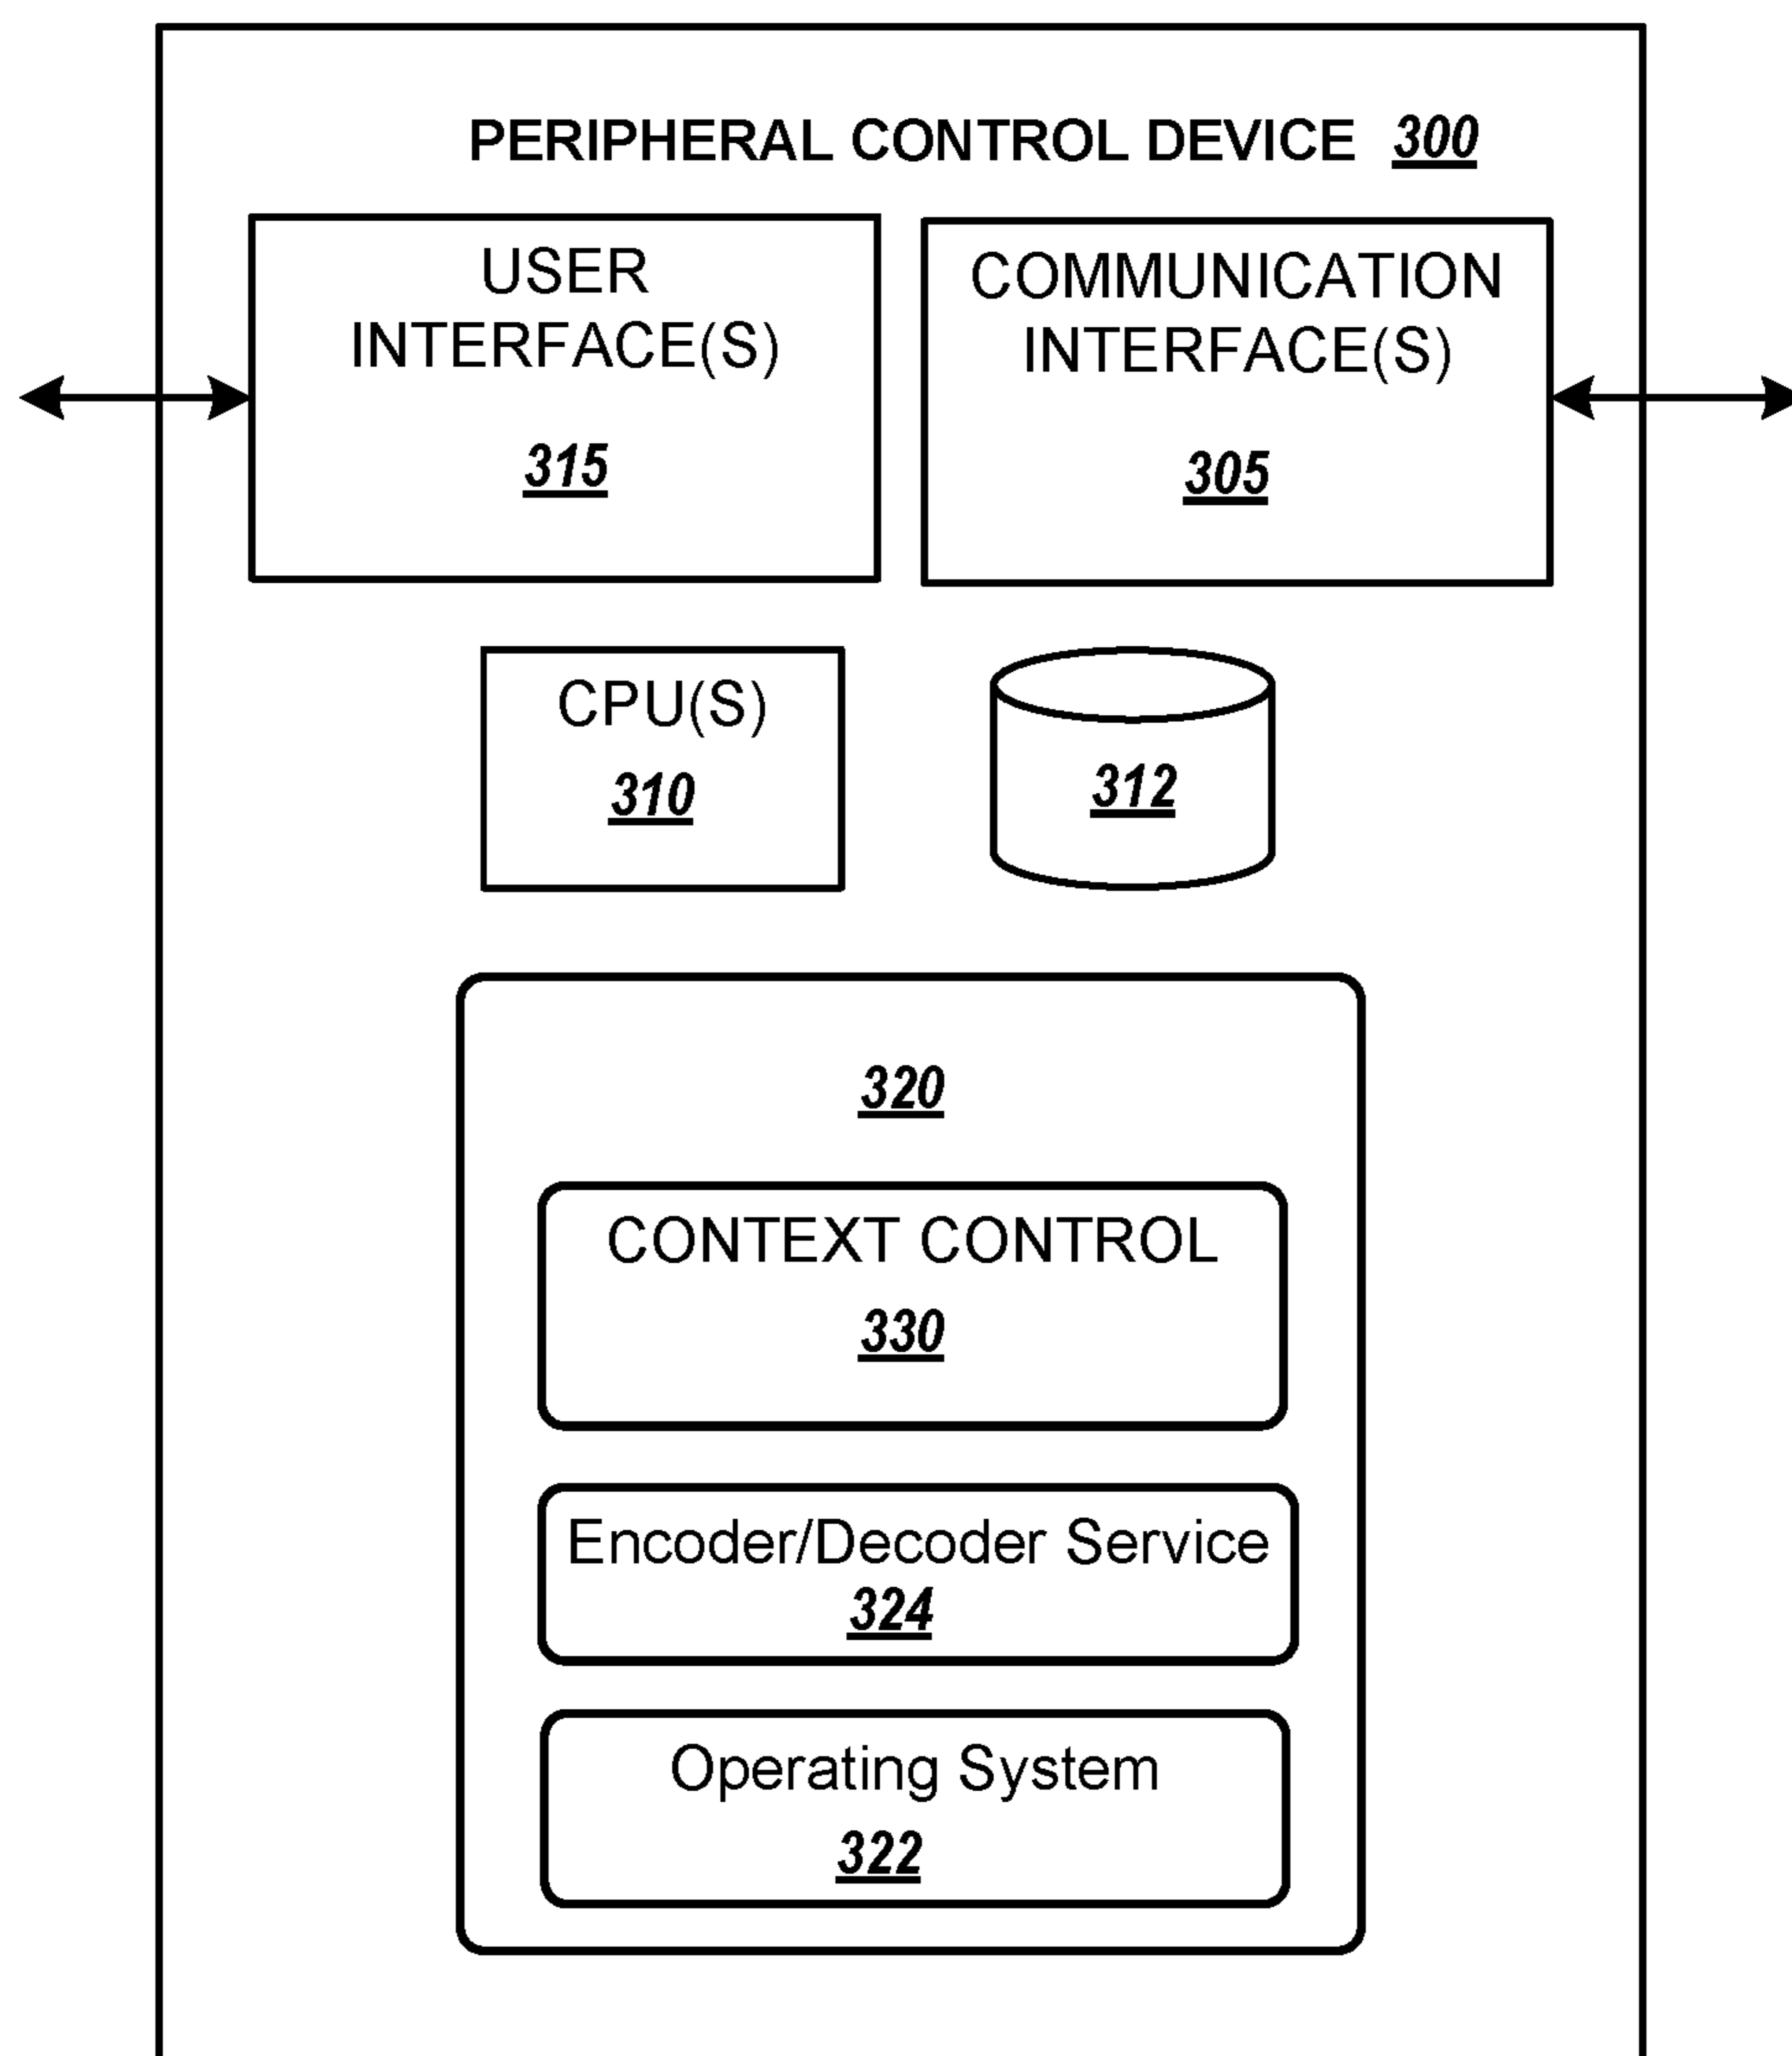 PERIPHERAL CONTROL DEVICE 300
USER
INTERFACE(S)
315
COMMUNICATION
INTERFACE(S)
305
CPU(S)
310
312
320
CONTEXT CONTROL
330
Encoder/Decoder Service
324
Operating System
322